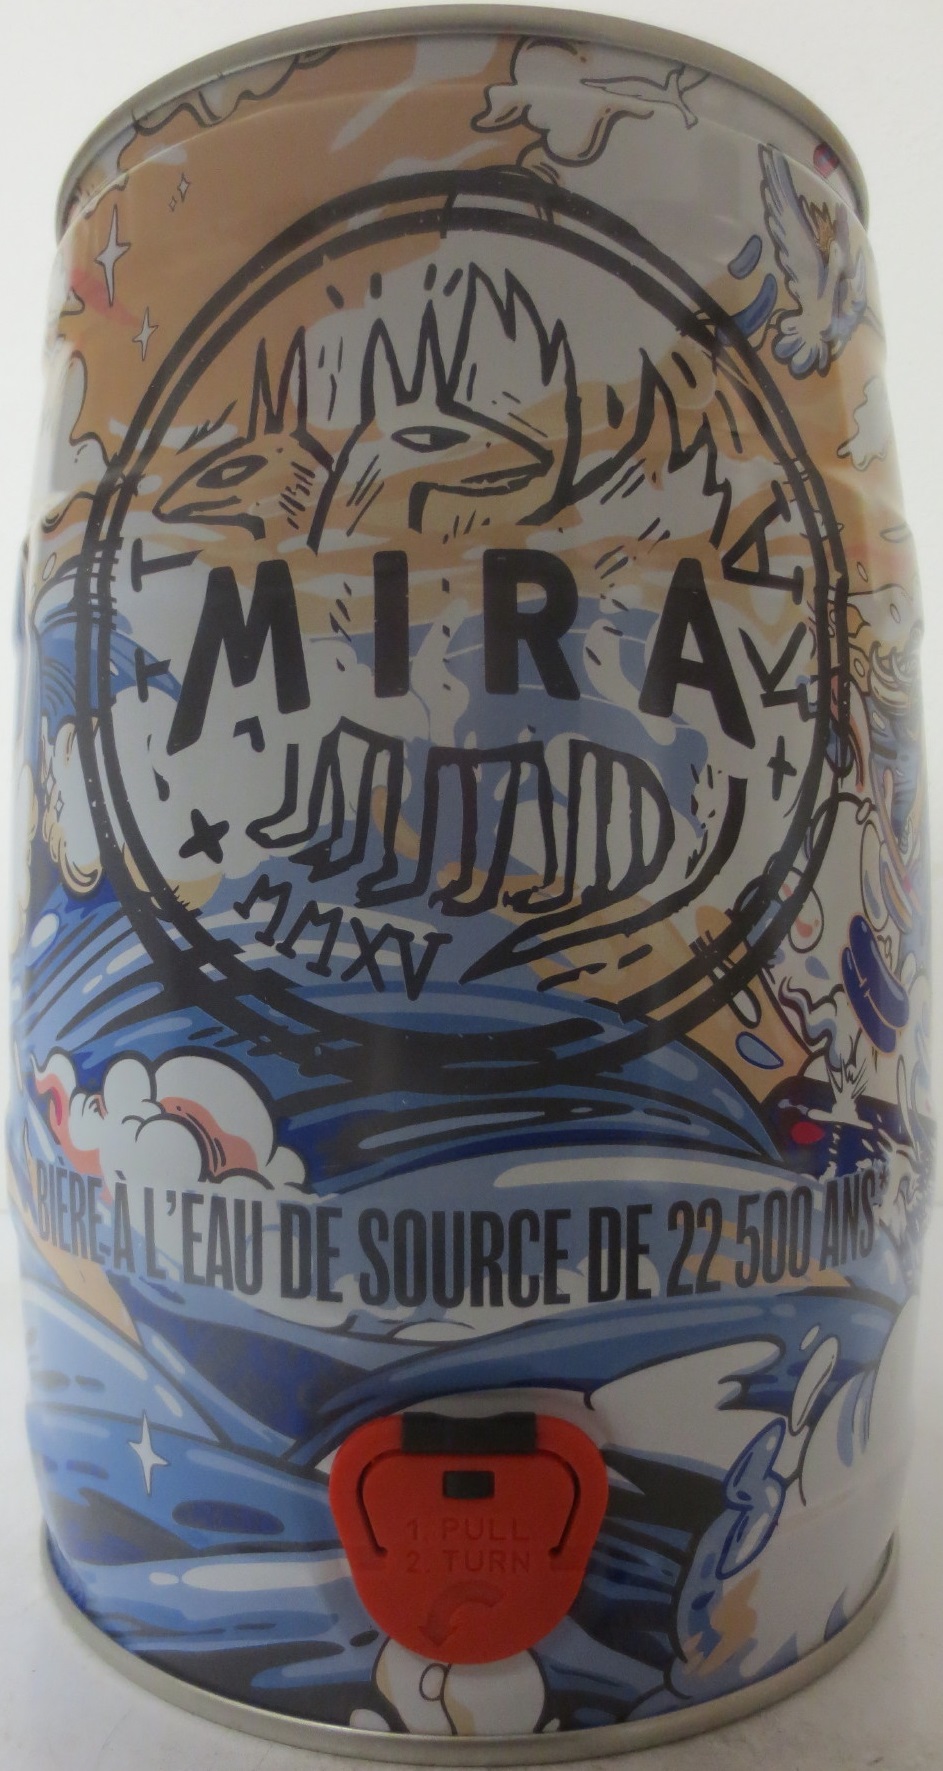 MIRA
MMXV
BIÈRE À L'EAU DE SOURCE DE 22 500 ANS*
1. PULL
2. TURN